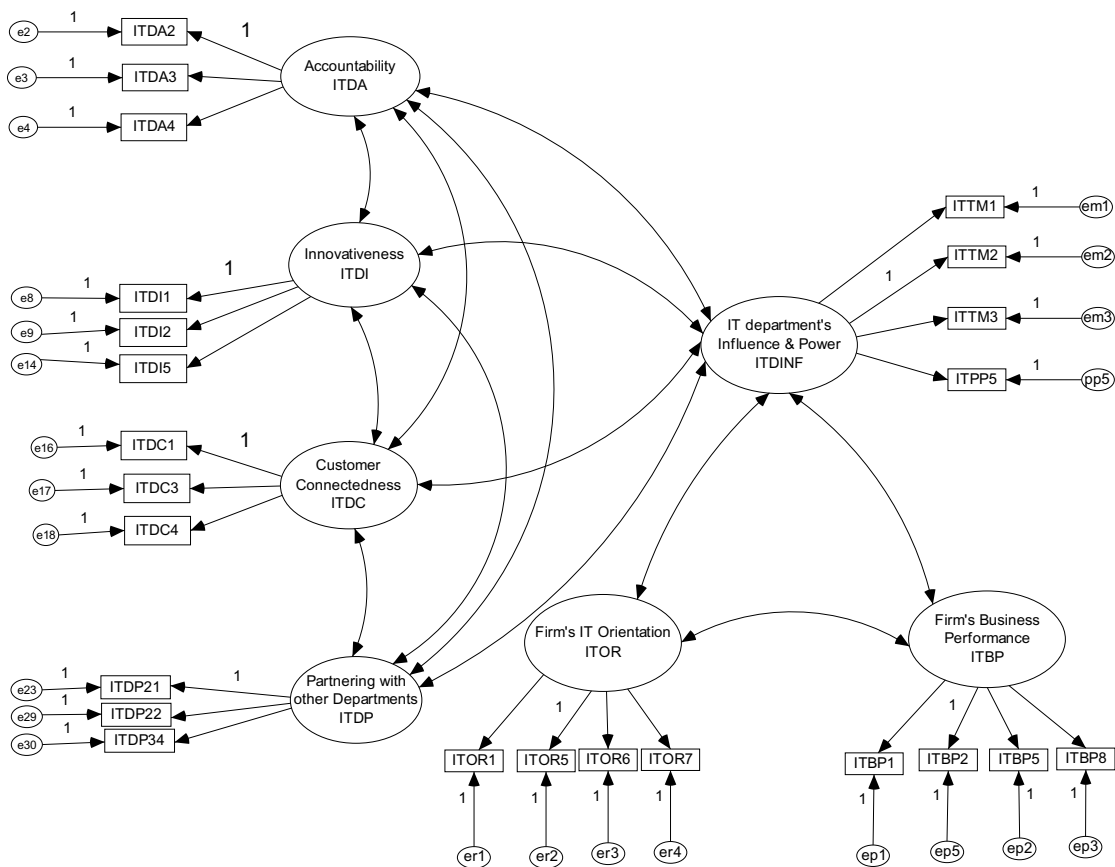 e2
1
ITDA2
1
e3
1
ITDA3
e4
1
ITDA4
Accountability
ITDA
e8
1
ITDI1
1
e9
1
ITDI2
e14
1
ITDI5
Innovativeness
ITDI
e16
1
ITDC1
1
e17
1
ITDC3
e18
1
ITDC4
Customer
Connectedness
ITDC
e23
1
ITDP21
1
e29
1
ITDP22
e30
1
ITDP34
Partnering with
other Departments
ITDP
IT department's
Influence & Power
ITDINF
ITTM1
1
em1
1
ITTM2
1
em2
ITTM3
1
em3
ITPP5
1
pp5
Firm's IT Orientation
ITOR
1
ITOR1
ITOR5
ITOR6
ITOR7
1
1
1
1
er1
er2
er3
er4
Firm's Business
Performance
ITBP
1
ITBP1
ITBP2
ITBP5
ITBP8
1
1
1
1
ep1
ep5
ep2
ep3